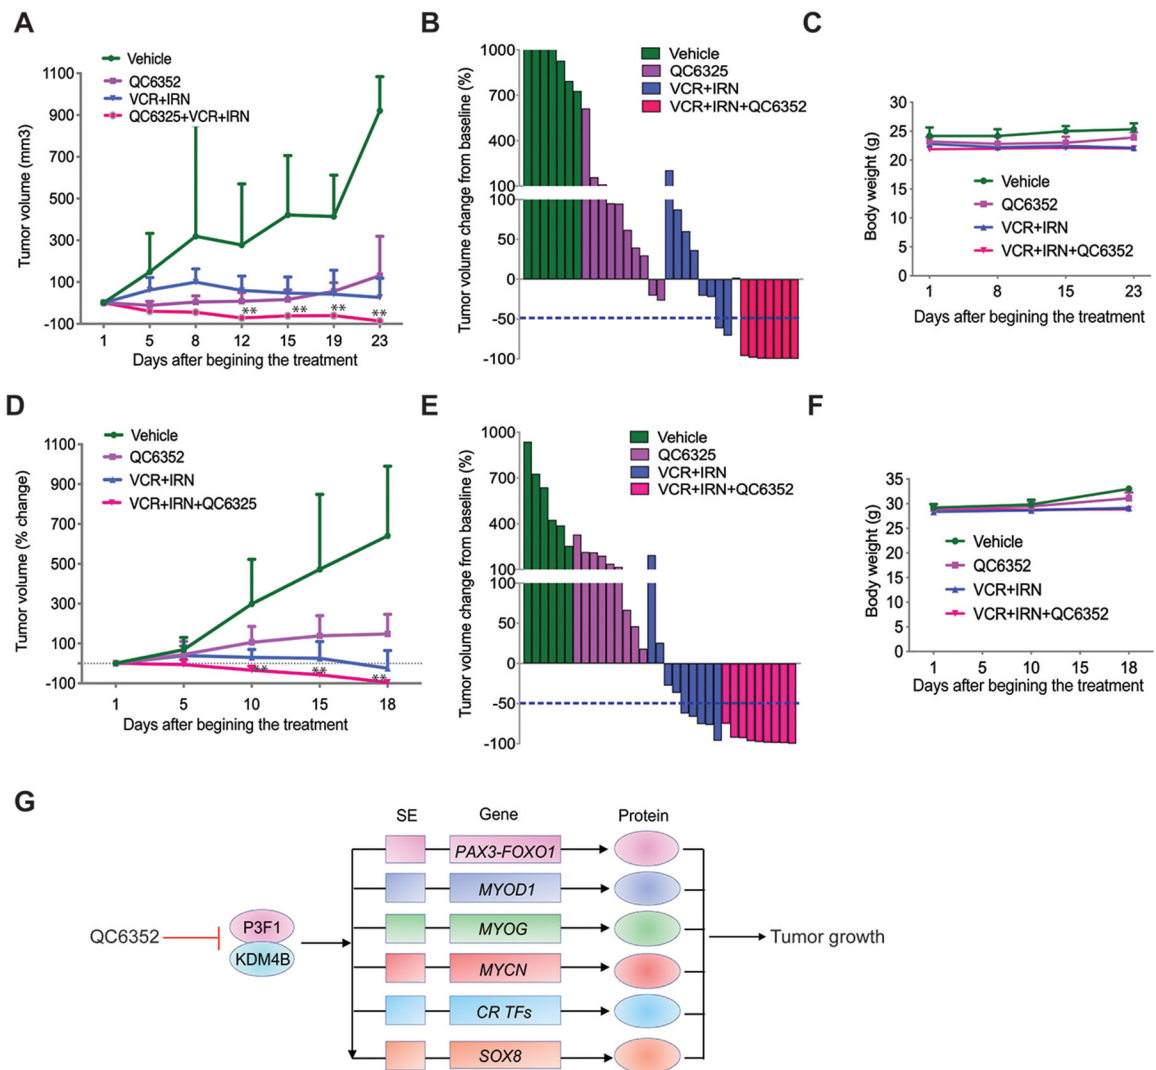 A
Vehicle
QC6352
VCR+IRN
QC6325+VCR+IRN
Tumor volume (mm3)
1100
900
700
500
300
100
-100
** ** ** **
1 5 8 12 15 19 23
Days after begining the treatment
B
Vehicle
QC6325
VCR+IRN
VCR+IRN+QC6352
Tumor volume change from baseline (%)
1000
700
400
100
100
50
0
-50
-100
C
Body weight (g)
30
25
20
15
10
5
0
Vehicle
QC6352
VCR+IRN
VCR+IRN+QC6352
1 8 15 23
Days after begining the treatment
D
Vehicle
QC6352
VCR+IRN
VCR+IRN+QC6325
Tumor volume (% change)
1100
900
700
500
300
100
-100
** ** **
1 5 10 15 18
Days after begining the treatment
E
Vehicle
QC6325
VCR+IRN
VCR+IRN+QC6352
Tumor volume change from baseline (%)
1000
700
400
100
100
50
0
-50
-100
F
Body weight (g)
35
30
25
20
15
10
5
0
Vehicle
QC6352
VCR+IRN
VCR+IRN+QC6352
1 5 10 15 18
Days after begining the treatment
G
SE Gene Protein
PAX3-FOXO1
MYOD1
MYOG
MYCN
CR TFs
SOX8
QC6352
P3F1
KDM4B
Tumor growth